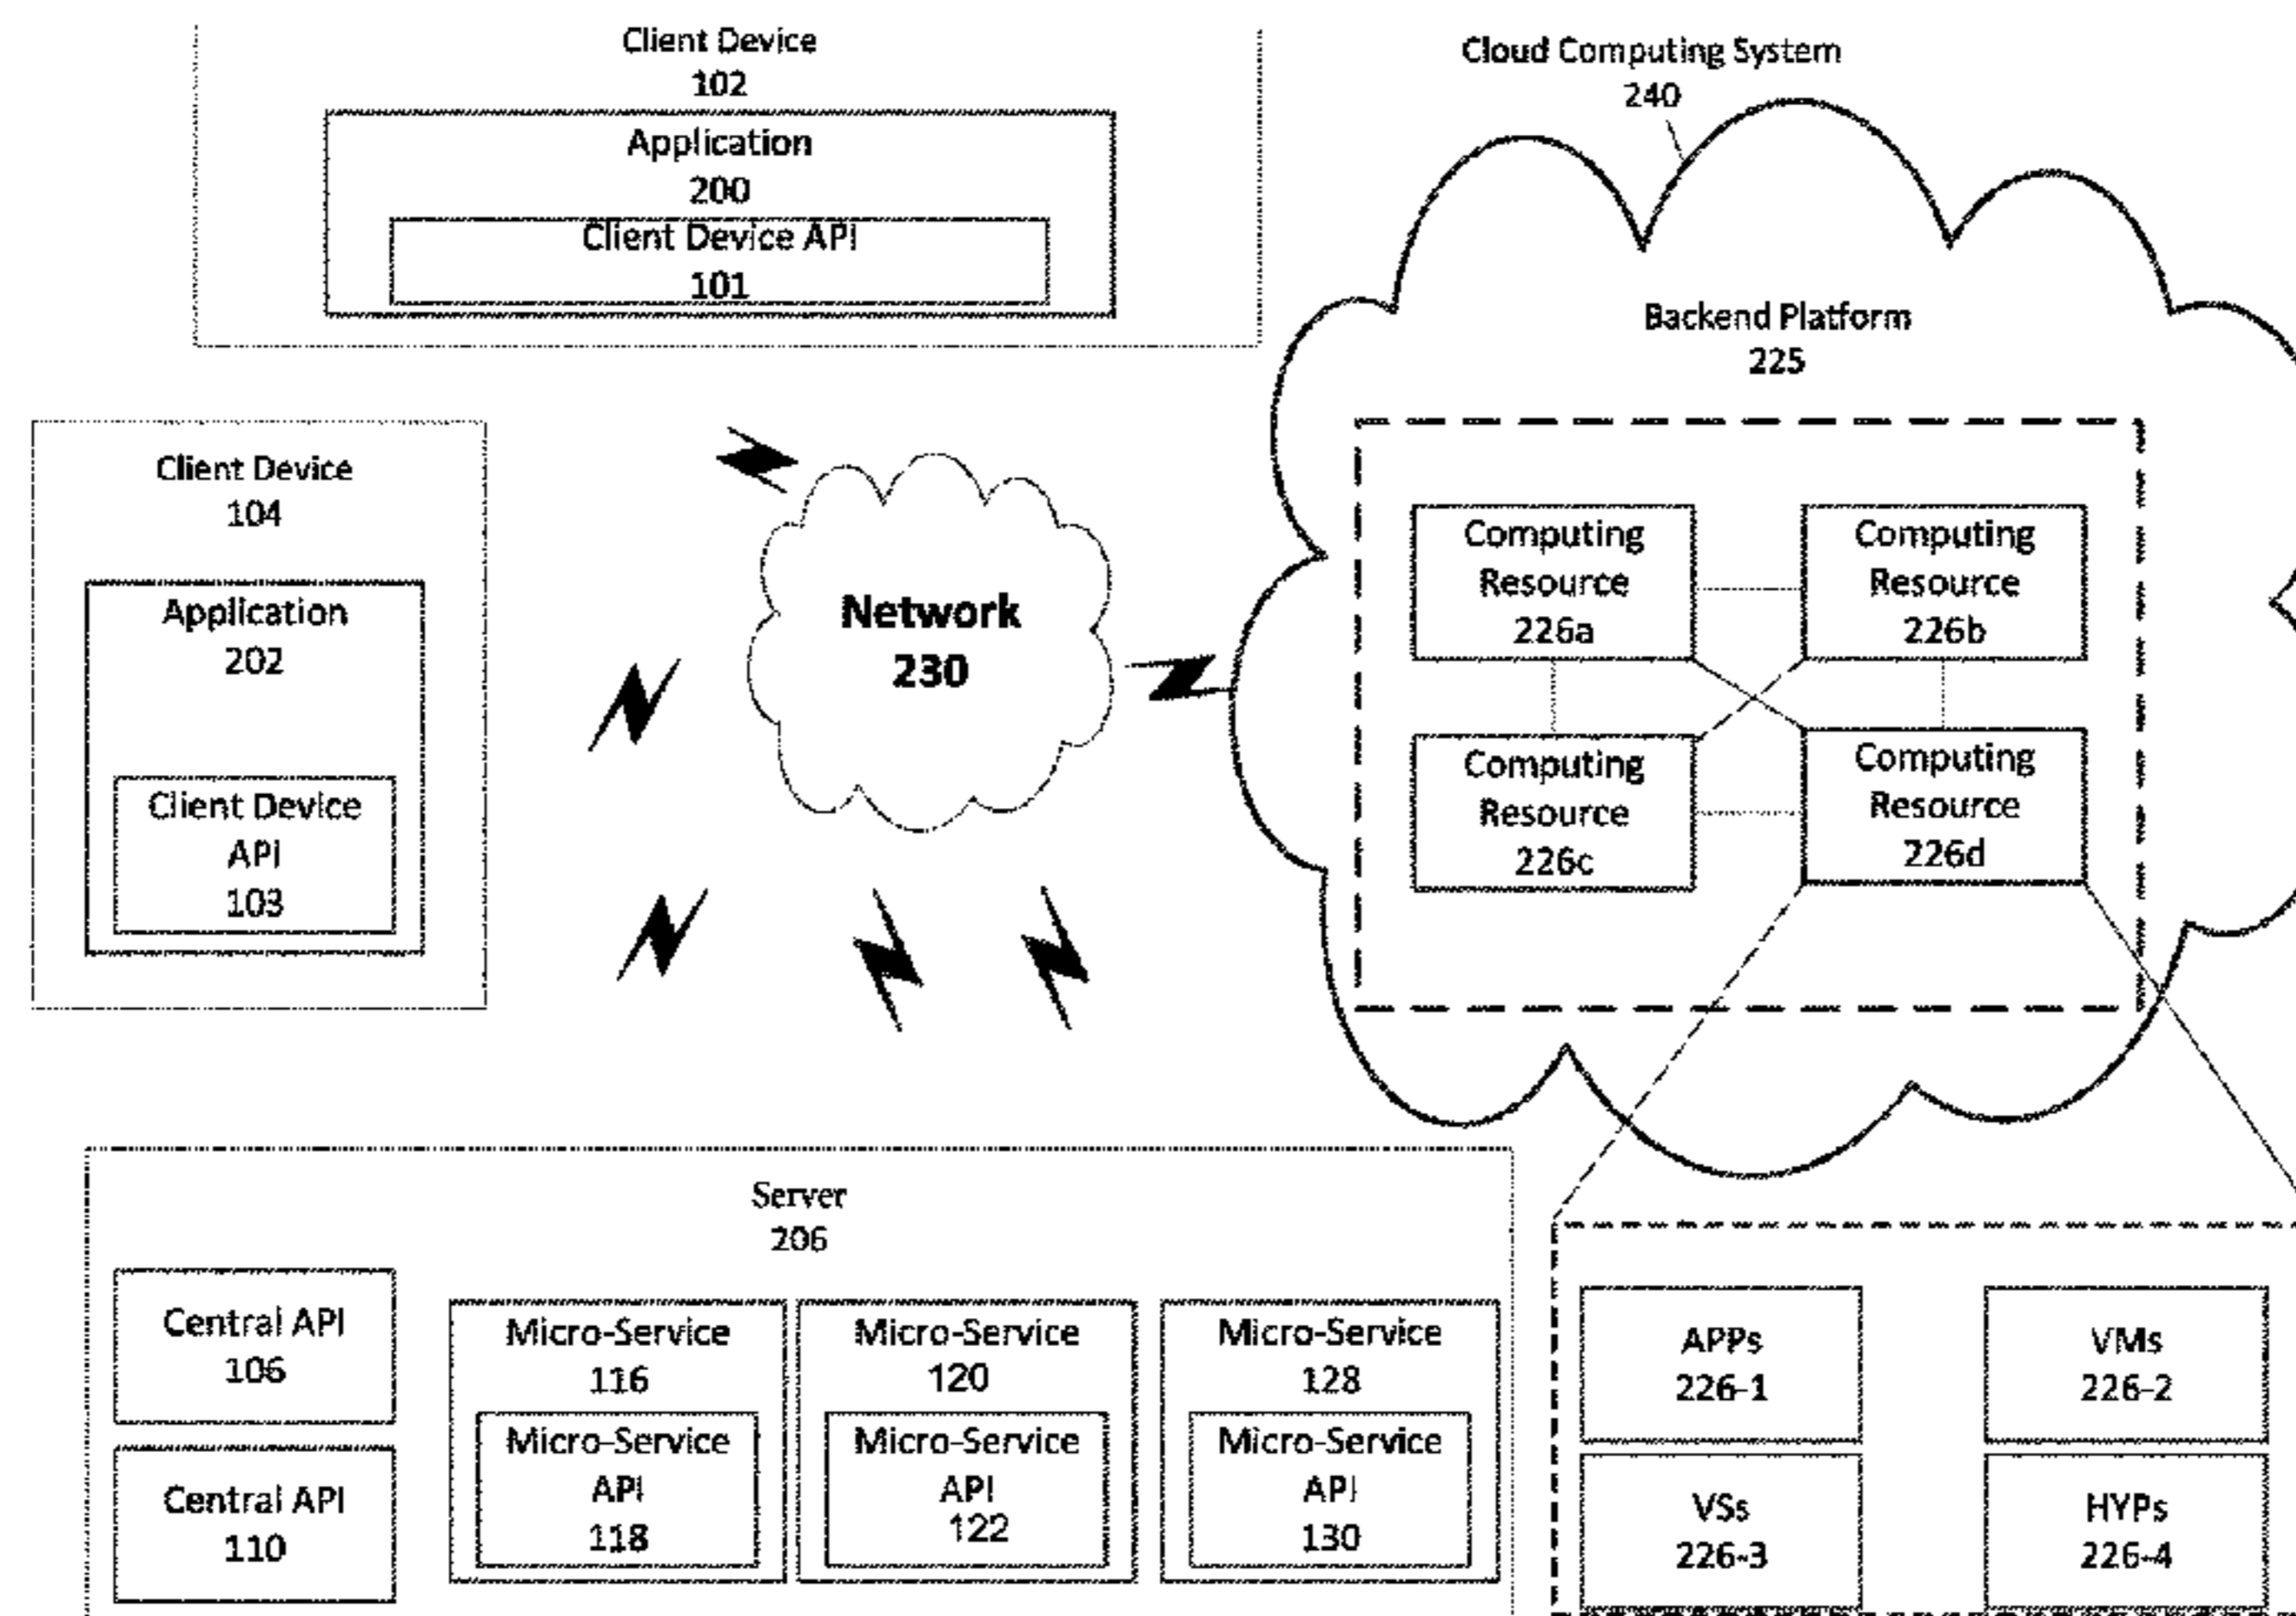 Client Device
102
Application
200
Client Device API
101
Cloud Computing System
240
Backend Platform
225
Client Device
104
Application
202
Client Device
API
103
Network
230
Computing
Resource
226a
Computing
Resource
226b
Computing
Resource
226c
Computing
Resource
226d
Server
206
Central API
106
Central API
110
Micro-Service
116
Micro-Service
API
118
Micro-Service
120
Micro-Service
API
122
Micro-Service
128
Micro-Service
API
130
APPs
226-1
VMs
226-2
VSs
226-3
HYPs
226-4